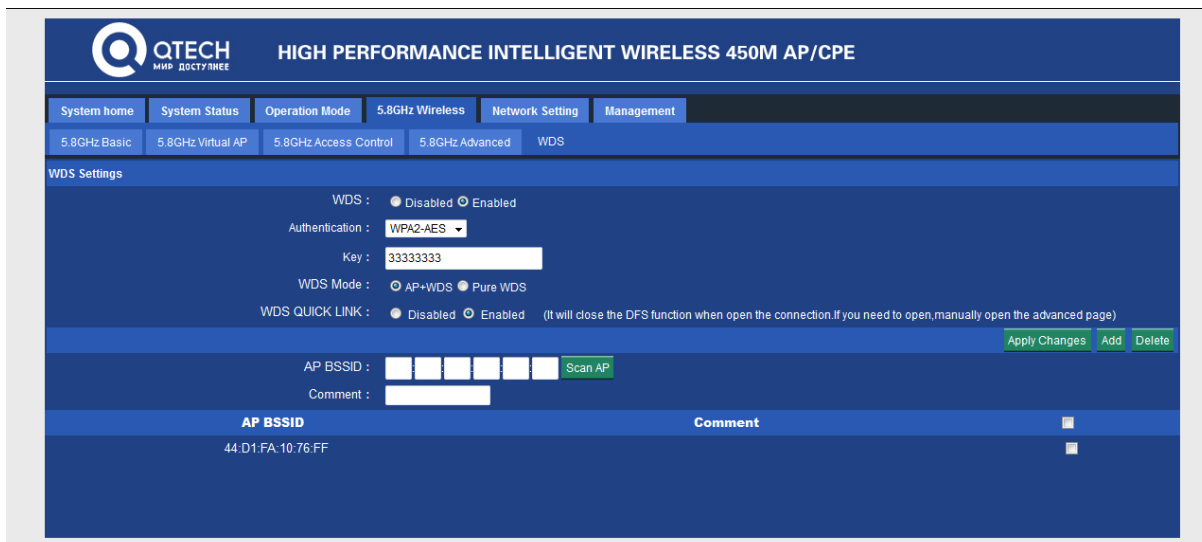 QTECH
МИР ДОСТУПНЕЕ
HIGH PERFORMANCE INTELLIGENT WIRELESS 450M AP/CPE
System home System Status Operation Mode 5.8GHz Wireless Network Setting Management
5.8GHz Basic 5.8GHz Virtual AP 5.8GHz Access Control 5.8GHz Advanced WDS
WDS Settings
WDS : Disabled Enabled
Authentication : WPA2-AES
Key : 33333333
WDS Mode : AP+WDS Pure WDS
WDS QUICK LINK : Disabled Enabled (It will close the DFS function when open the connection.If you need to open,manually open the advanced page)
Apply Changes Add Delete
AP BSSID : : : : : : Scan AP
Comment :
AP BSSID Comment
44:D1:FA:10:76:FF